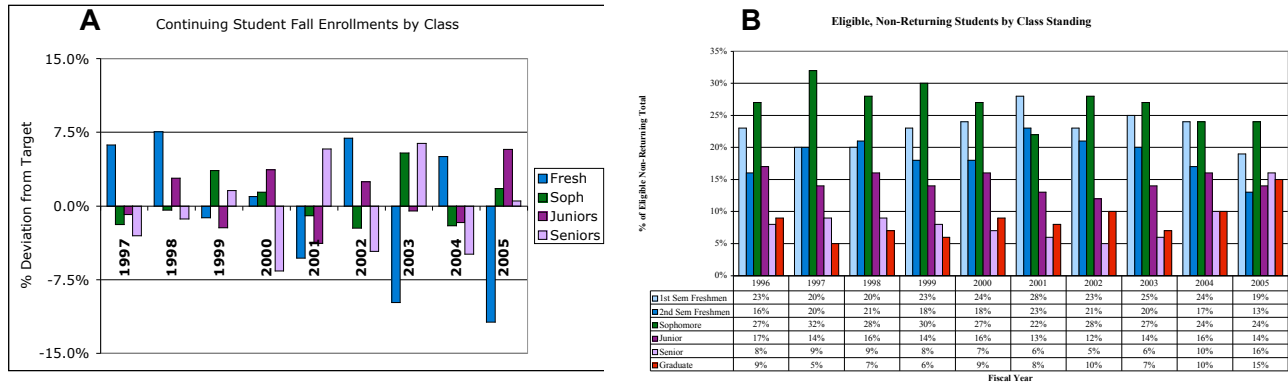 A
Continuing Student Fall Enrollments by Class
% Deviation from Target
15.0%
7.5%
0.0%
-7.5%
-15.0%
1997
1998
1999
2000
2001
2002
2003
2004
2005
Fresh
Soph
Juniors
Seniors
B
Eligible, Non-Returning Students by Class Standing
% of Eligible Non-Returning Total
35%
30%
25%
20%
15%
10%
5%
0%
1996 1997 1998 1999 2000 2001 2002 2003 2004 2005
1st Sem Freshmen 23% 20% 20% 23% 24% 28% 23% 25% 24% 19%
2nd Sem Freshmen 16% 20% 21% 18% 18% 23% 21% 20% 17% 13%
Sophomore 27% 32% 28% 30% 27% 22% 28% 27% 24% 24%
Junior 17% 14% 16% 14% 16% 13% 12% 14% 16% 14%
Senior 8% 9% 9% 8% 7% 6% 5% 6% 10% 16%
Graduate 9% 5% 7% 6% 9% 8% 10% 7% 10% 15%
Fiscal Year